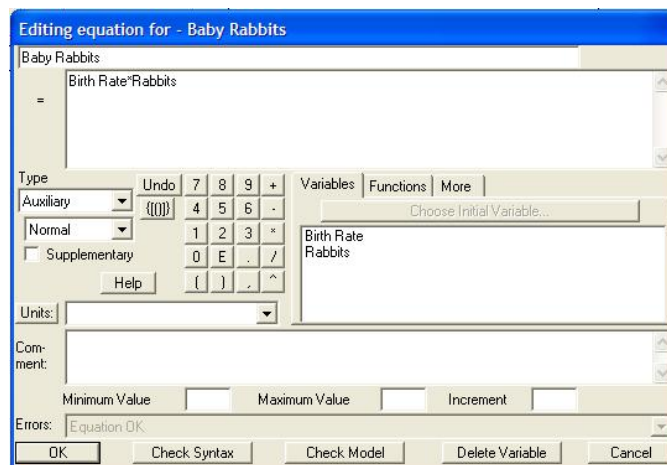 Editing equation for - Baby Rabbits
Baby Rabbits
= Birth Rate*Rabbits
Type
Auxiliary
Normal
Supplementary
Help
Undo 7 8 9 +
{[()]} 4 5 6 -
1 2 3 *
0 E . /
( ) , ^
Variables Functions More
Choose Initial Variable...
Birth Rate
Rabbits
Units:
Com-
ment:
Minimum Value Maximum Value Increment
Errors: Equation OK
OK Check Syntax Check Model Delete Variable Cancel